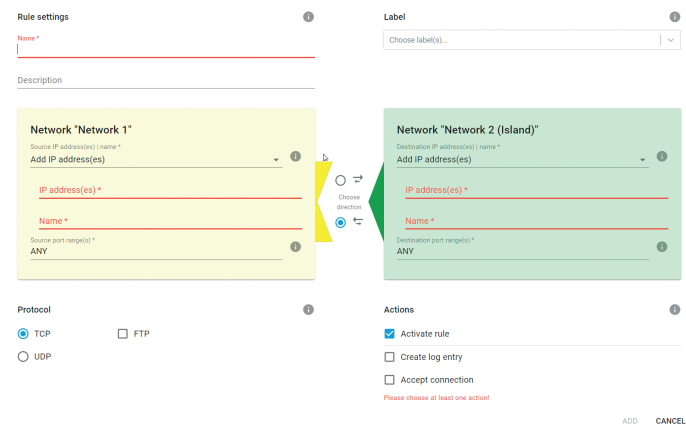 Rule settings
Name *
Description
Label
Choose label(s)...
Network "Network 1"
Source IP address(es) | name *
Add IP address(es)
IP address(es) *
Name *
Source port range(s) *
ANY
Choose
direction
Network "Network 2 (Island)"
Destination IP address(es) | name *
Add IP address(es)
IP address(es) *
Name *
Destination port range(s) *
ANY
Protocol
TCP
FTP
UDP
Actions
Activate rule
Create log entry
Accept connection
Please choose at least one action!
ADD
CANCEL